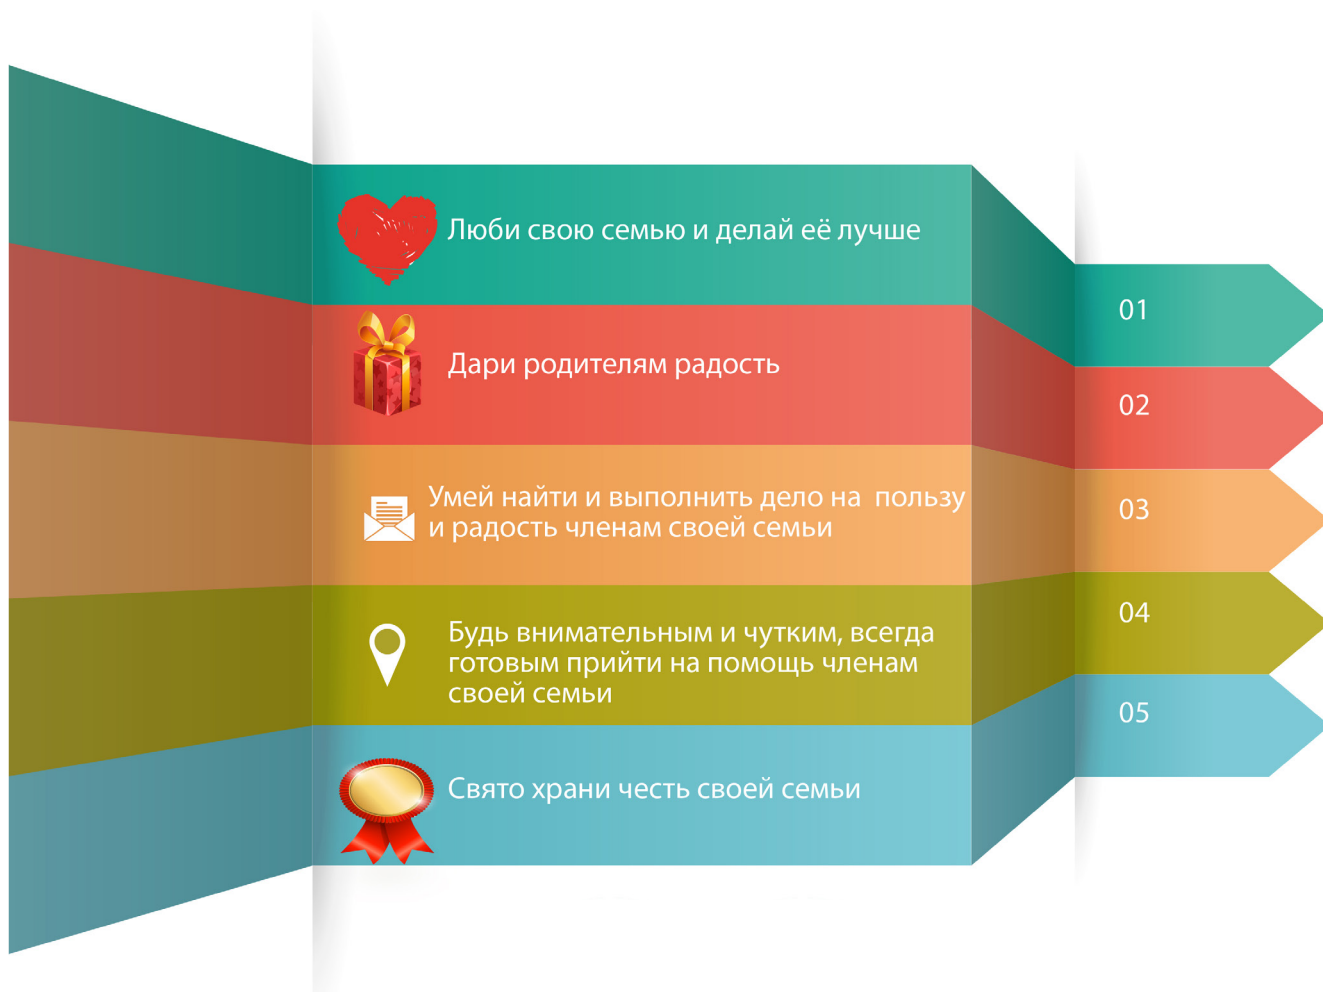 Люби свою семью и делай её лучше
01
Дари родителям радость
02
Умей найти и выполнить дело на  пользу
и радость членам своей семьи
03
Будь внимательным и чутким, всегда
готовым прийти на помощь членам
своей семьи
04
Свято храни честь своей семьи
05